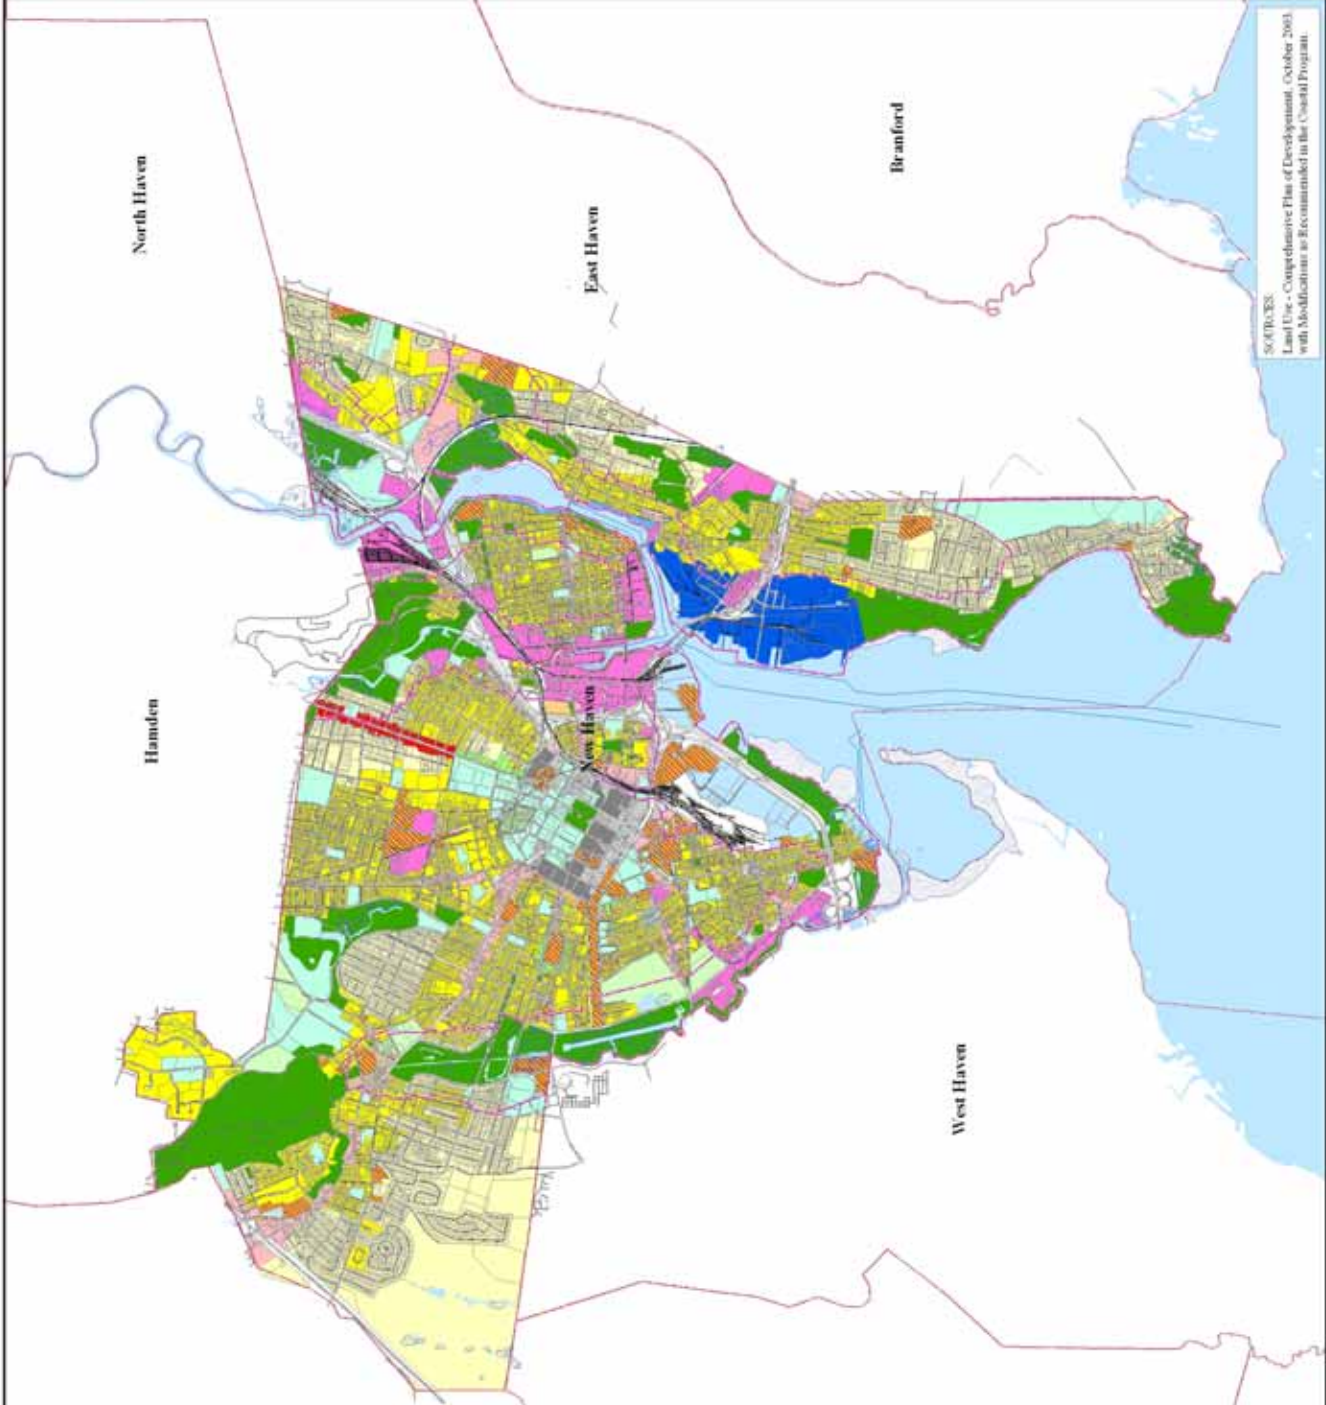 North Haven
Branford
East Haven
Hamden
New Haven
West Haven
SOURCES:
Land Use - Comprehensive Plan of Development, October 2003,
with Modifications as Recommended in the Coastal Program.